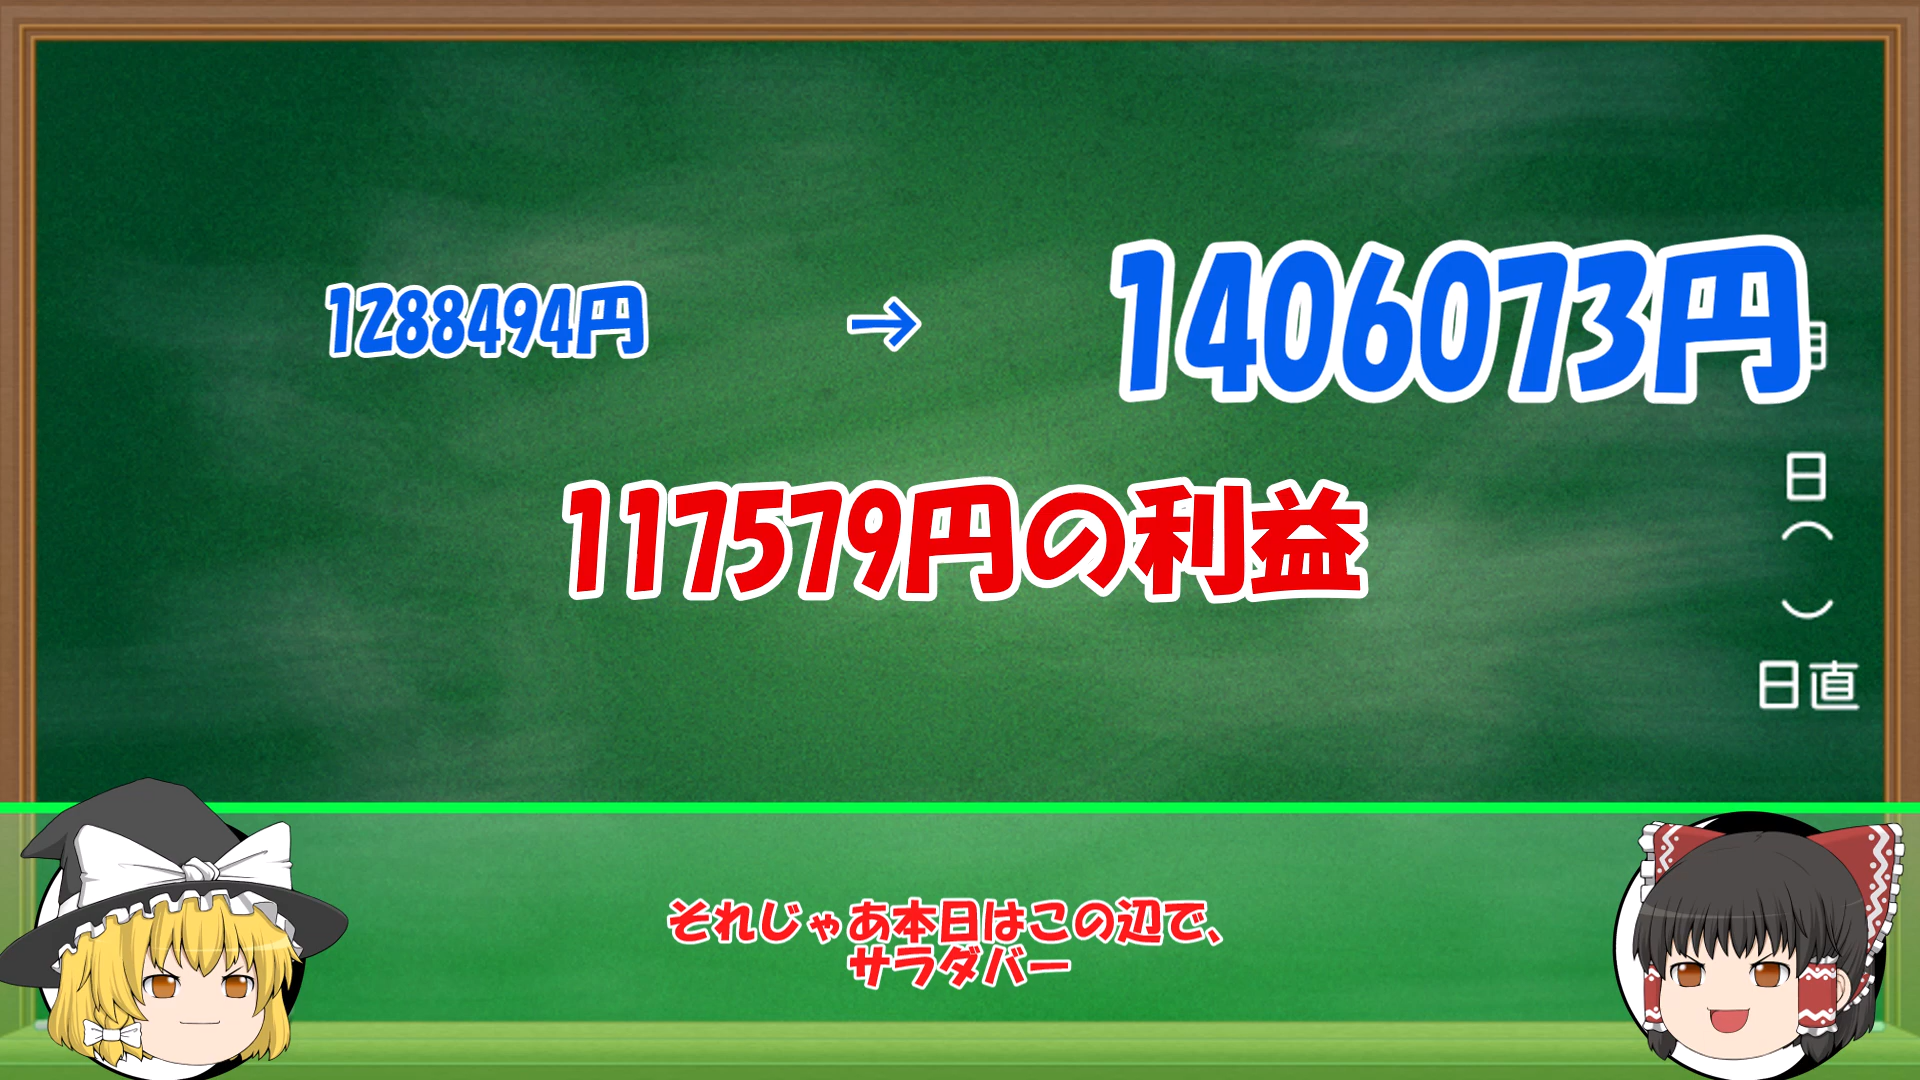 1288494円
→
1406073円
117579円の利益
月
日
（　）
日直
それじゃあ本日はこの辺で、
サラダバー